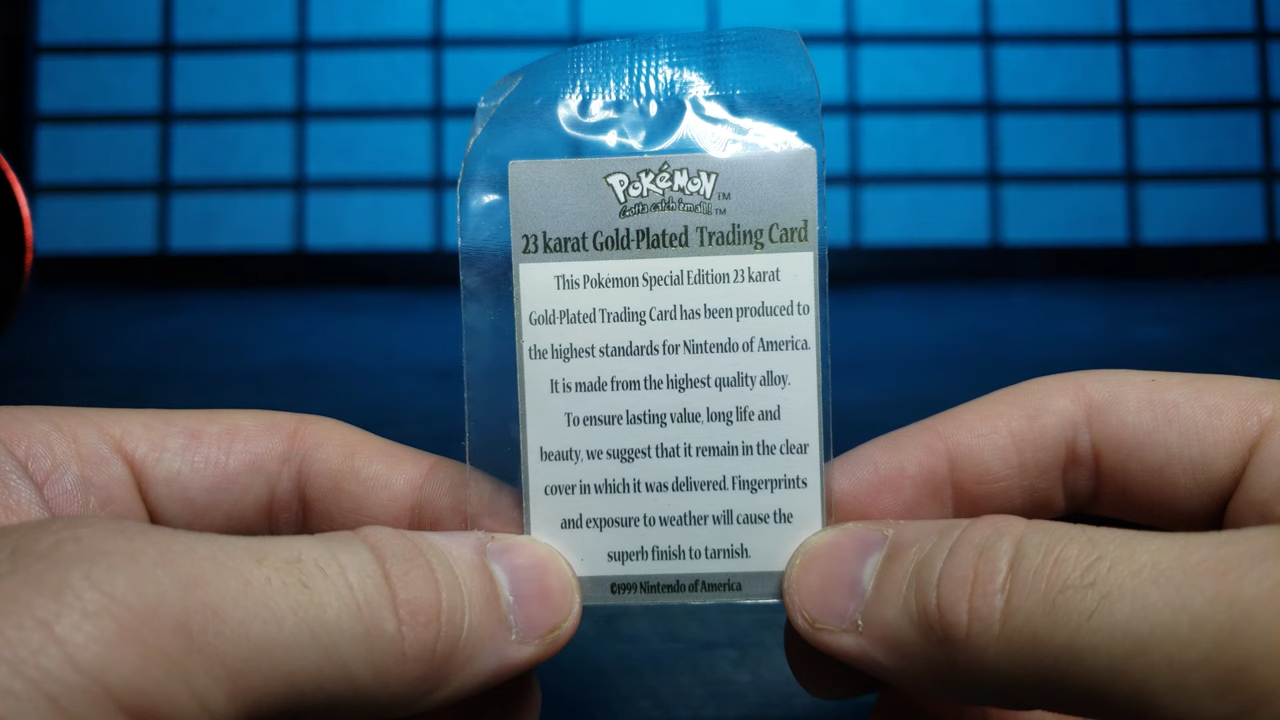 POKéMON™
Gotta catch 'em all!™
23 karat Gold-Plated Trading Card
This Pokémon Special Edition 23 karat
Gold-Plated Trading Card has been produced to
the highest standards for Nintendo of America.
It is made from the highest quality alloy.
To ensure lasting value, long life and
beauty, we suggest that it remain in the clear
cover in which it was delivered. Fingerprints
and exposure to weather will cause the
superb finish to tarnish.
©1999 Nintendo of America